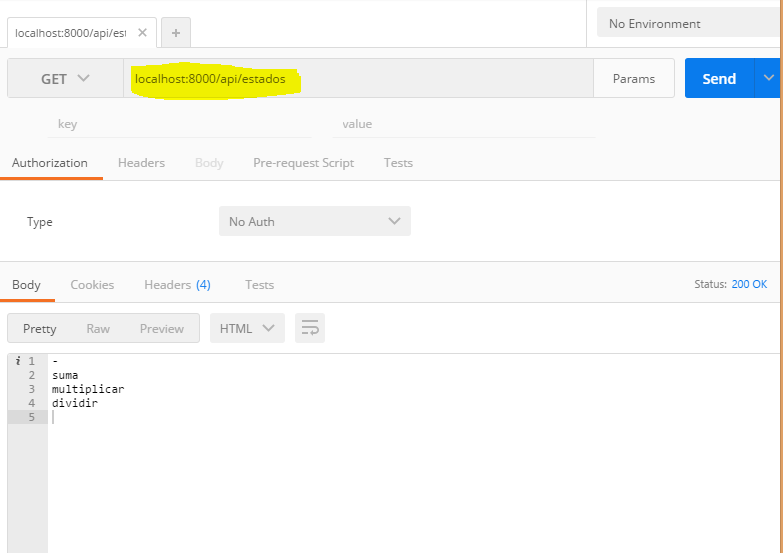 localhost:8000/api/est
No Environment
GET
localhost:8000/api/estados
Params
Send
key
value
Authorization
Headers
Body
Pre-request Script
Tests
Type
No Auth
Body
Cookies
Headers (4)
Tests
Status: 200 OK
Pretty
Raw
Preview
HTML
i 1 -
2 suma
3 multiplicar
4 dividir
5